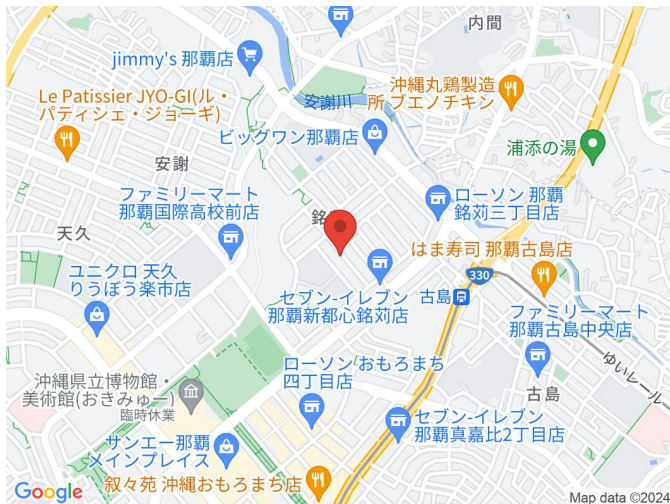 内間
jimmy's 那覇店
沖縄丸鶏製造
所 ブエノチキン
Le Patissier JYO-GI(ル・
パティシェ・ジョーギ)
安謝川
ビッグワン那覇店
浦添の湯
安謝
ファミリーマート
那覇国際高校前店
ローソン 那覇
銘苅三丁目店
天久
はま寿司 那覇古島店
330
ユニクロ 天久
りうぼう楽市店
セブン-イレブン
那覇新都心銘苅店
古島
ファミリーマート
那覇古島中央店
ゆいレール
ローソン おもろまち
四丁目店
沖縄県立博物館・
美術館(おきみゅー)
臨時休業
古島
セブン-イレブン
那覇真嘉比2丁目店
サンエー那覇
メインプレイス
叙々苑 沖縄おもろまち店
Google
Map data ©2024